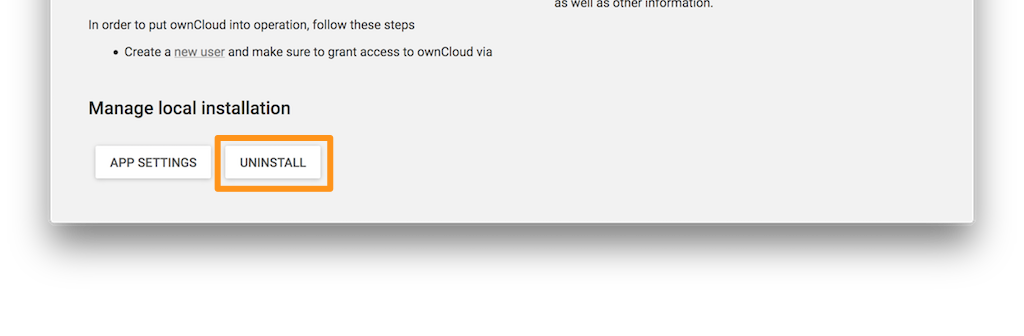 as well as other information.
In order to put ownCloud into operation, follow these steps
• Create a new user and make sure to grant access to ownCloud via
Manage local installation
APP SETTINGS UNINSTALL